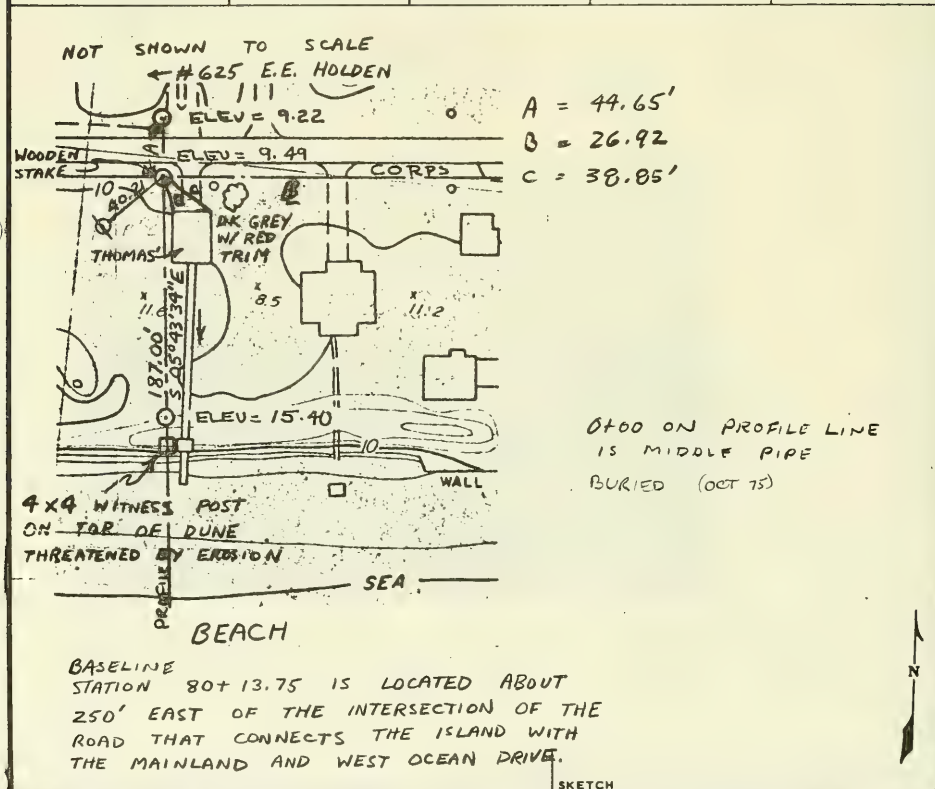 NOT SHOWN TO SCALE
← #625 E.E. HOLDEN
ELEV = 9.22
A = 44.65'
B = 26.92
C = 38.85'
A
WOODEN
STAKE
ELEV = 9.49
CORPS
10
40.2
B
DK GREY
W/ RED
TRIM
THOMAS'
11.8
8.5
11.2
187.00'
S 05°43'34"E
ELEV = 15.40
10
0+00 ON PROFILE LINE
IS MIDDLE PIPE
BURIED (OCT 75)
WALL
4x4 WITNESS POST
ON TOP OF DUNE
THREATENED BY EROSION
SEA
PROFILE
BEACH
N
BASELINE
STATION 80+13.75 IS LOCATED ABOUT
250' EAST OF THE INTERSECTION OF THE
ROAD THAT CONNECTS THE ISLAND WITH
THE MAINLAND AND WEST OCEAN DRIVE.
SKETCH